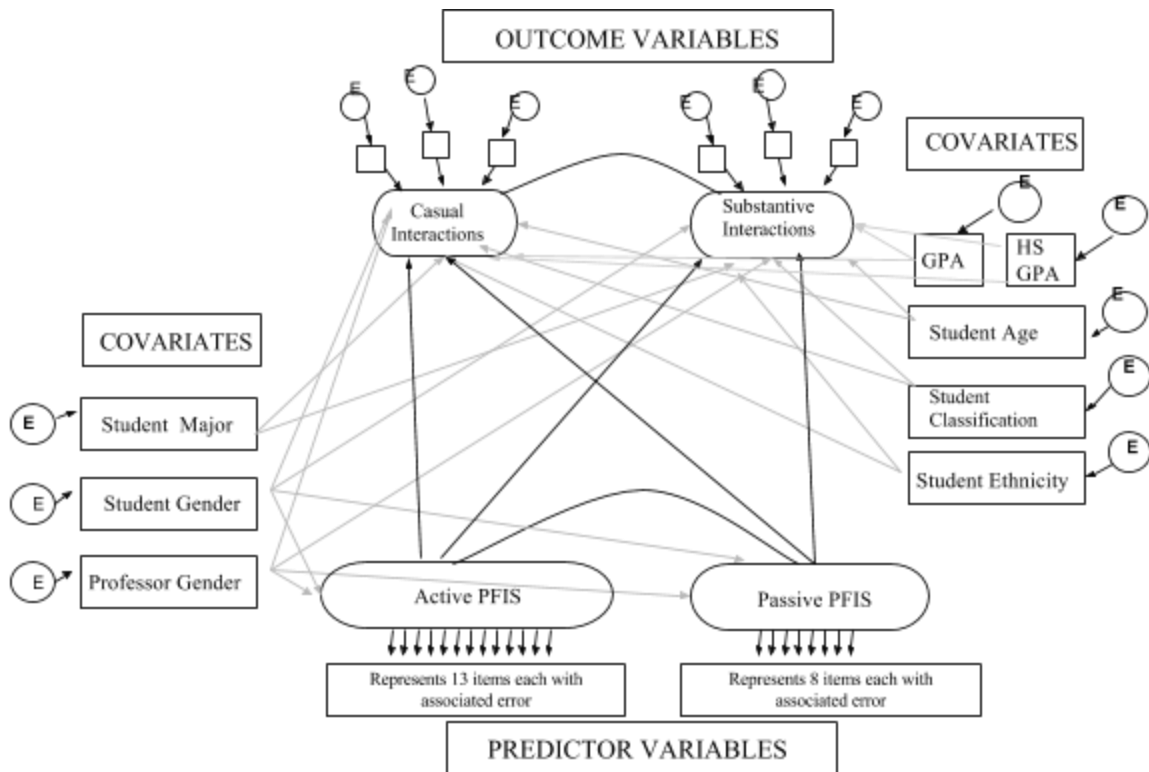 OUTCOME VARIABLES
E
E
E
E
E
E
COVARIATES
Casual
Interactions
Substantive
Interactions
E
E
GPA
HS
GPA
E
Student Age
COVARIATES
E
Student
Classification
E
Student Major
E
Student Ethnicity
E
Student Gender
E
Professor Gender
Active PFIS
Passive PFIS
Represents 13 items each with
associated error
Represents 8 items each with
associated error
PREDICTOR VARIABLES